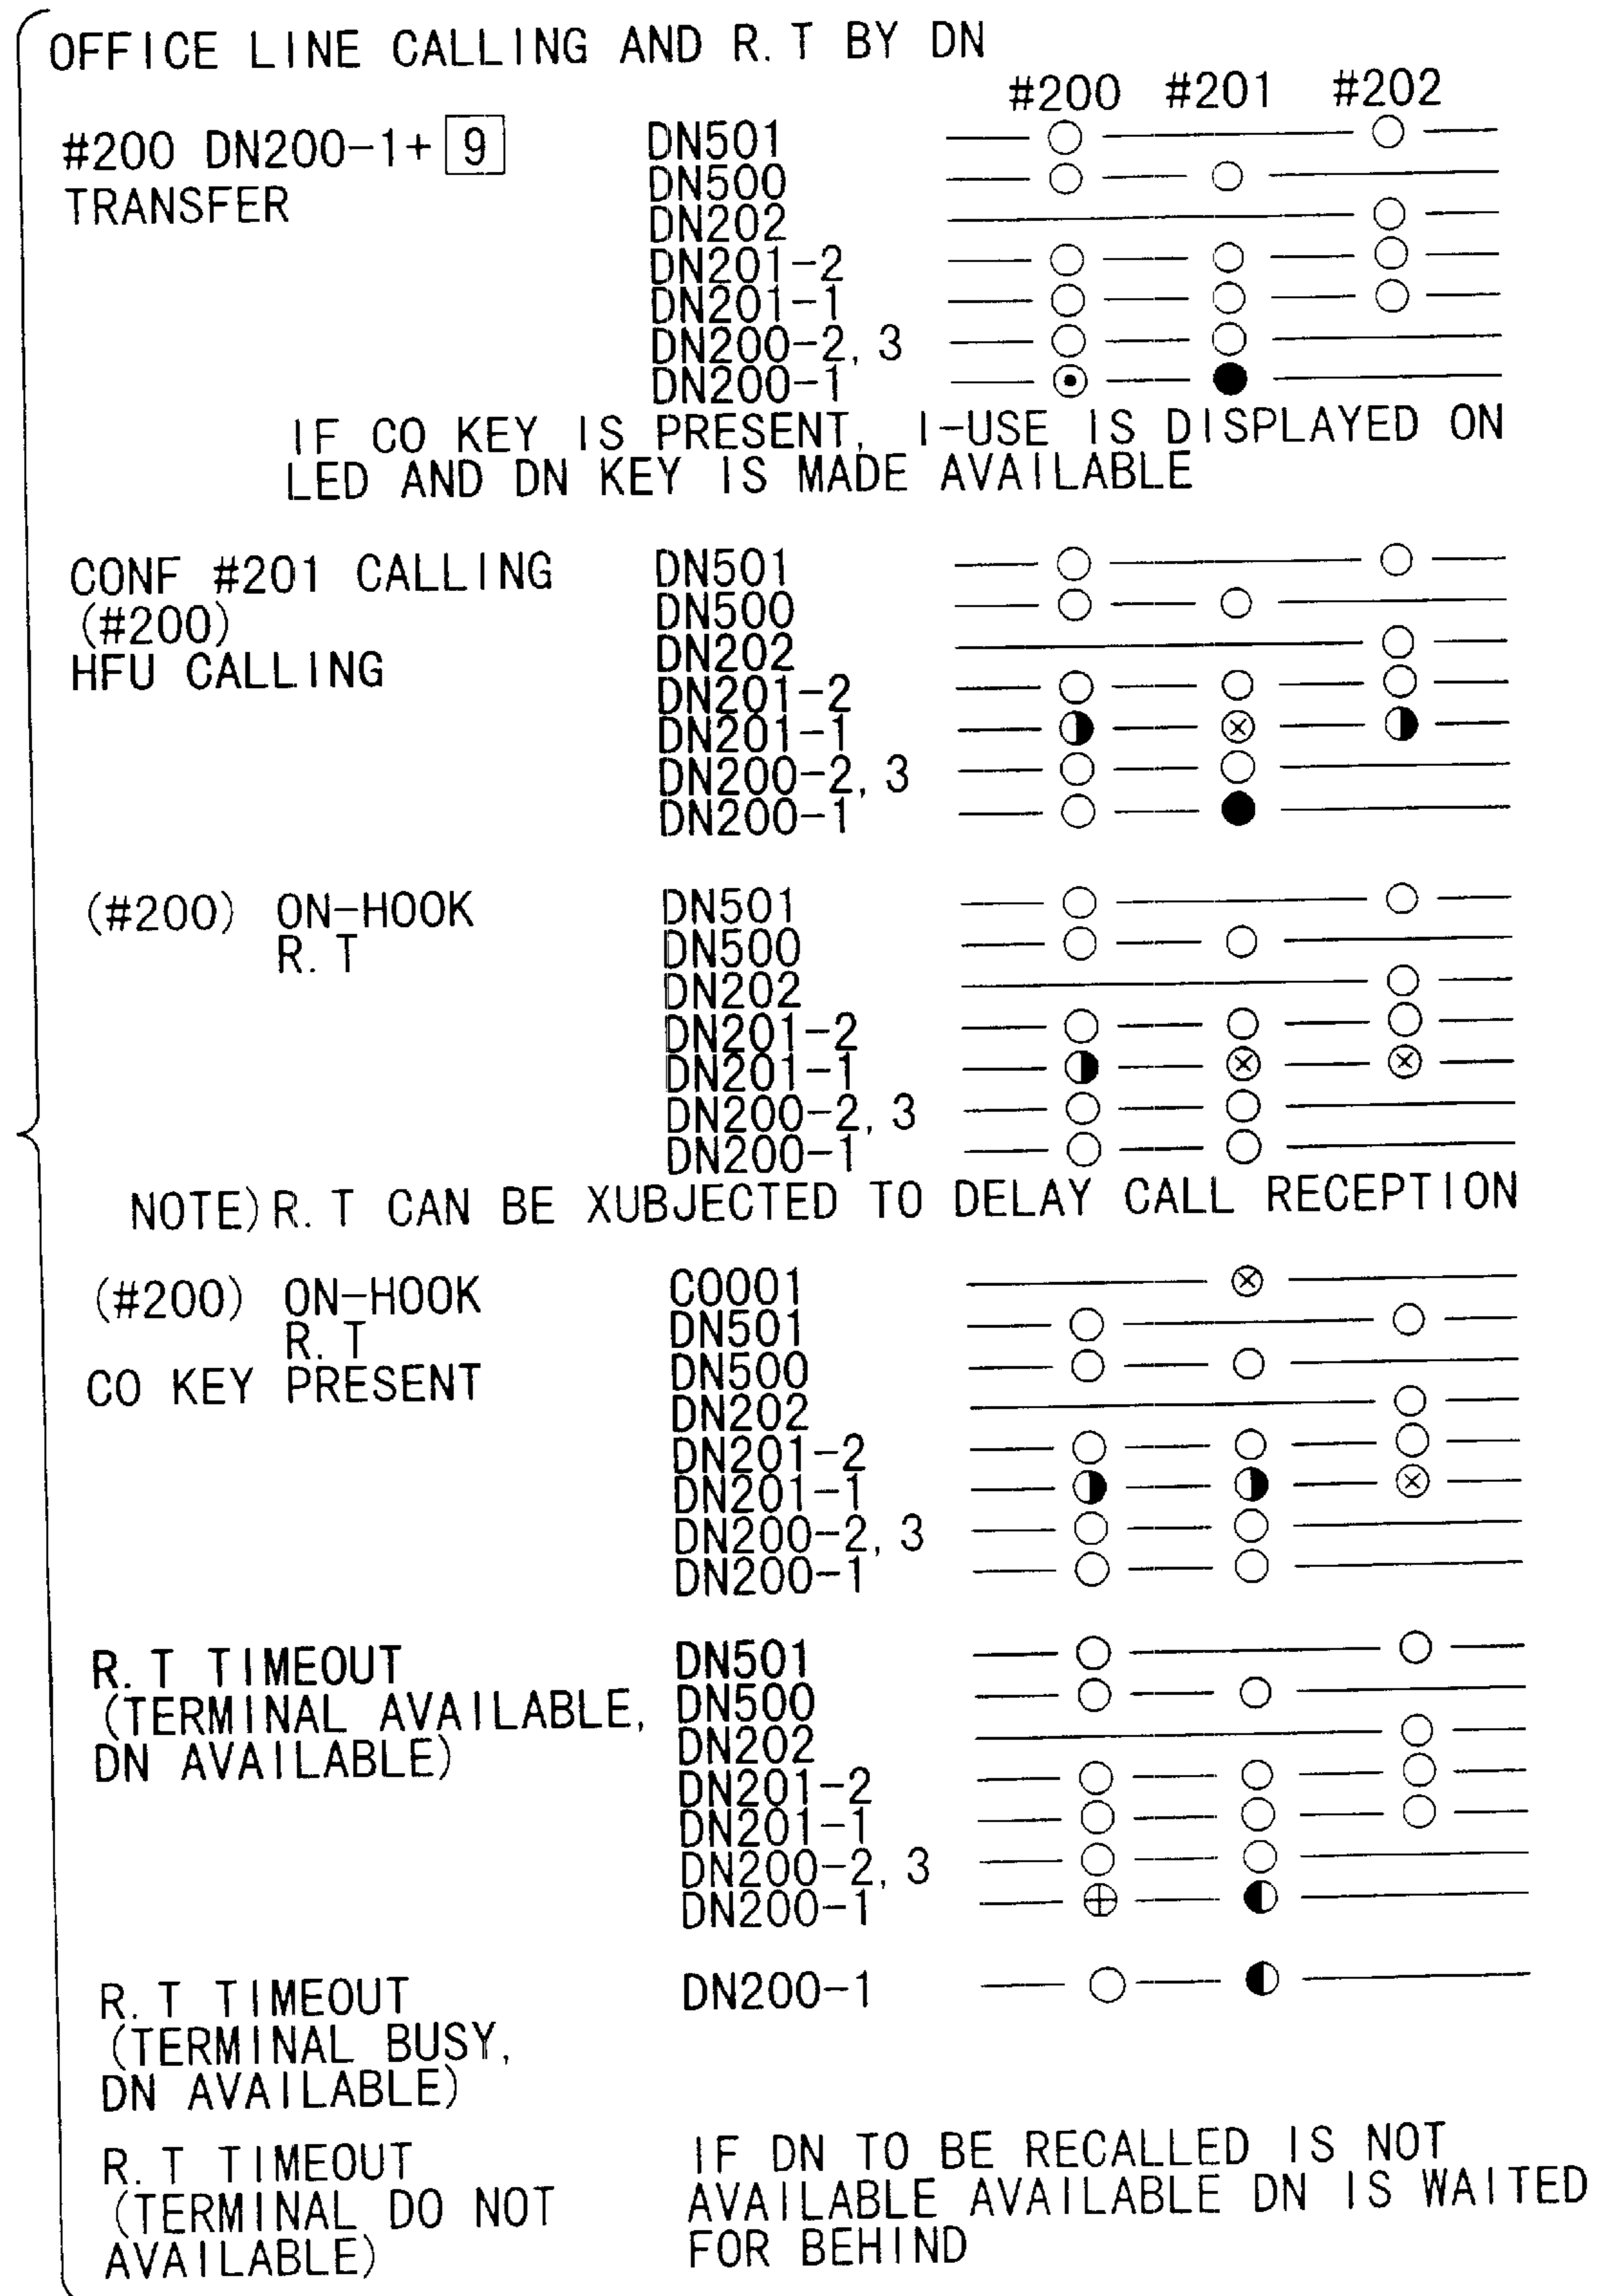 OFFICE LINE CALLING AND R.T BY DN
#200 #201 #202
#200 DN200-1+ 9 DN501
TRANSFER DN500
DN202
DN201-2
DN201-1
DN200-2,3
DN200-1
IF CO KEY IS PRESENT, I-USE IS DISPLAYED ON
LED AND DN KEY IS MADE AVAILABLE
CONF #201 CALLING DN501
(#200) DN500
HFU CALLING DN202
DN201-2
DN201-1
DN200-2,3
DN200-1
(#200) ON-HOOK DN501
R.T DN500
DN202
DN201-2
DN201-1
DN200-2,3
DN200-1
NOTE)R.T CAN BE XUBJECTED TO DELAY CALL RECEPTION
(#200) ON-HOOK CO001
R.T DN501
CO KEY PRESENT DN500
DN202
DN201-2
DN201-1
DN200-2,3
DN200-1
R.T TIMEOUT DN501
(TERMINAL AVAILABLE, DN500
DN AVAILABLE) DN202
DN201-2
DN201-1
DN200-2,3
DN200-1
R.T TIMEOUT DN200-1
(TERMINAL BUSY,
DN AVAILABLE)
R.T TIMEOUT IF DN TO BE RECALLED IS NOT
(TERMINAL DO NOT AVAILABLE AVAILABLE DN IS WAITED
AVAILABLE) FOR BEHIND